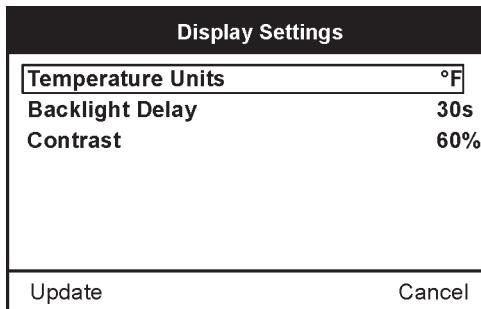 Display Settings
Temperature Units °F
Backlight Delay 30s
Contrast 60%
Update Cancel